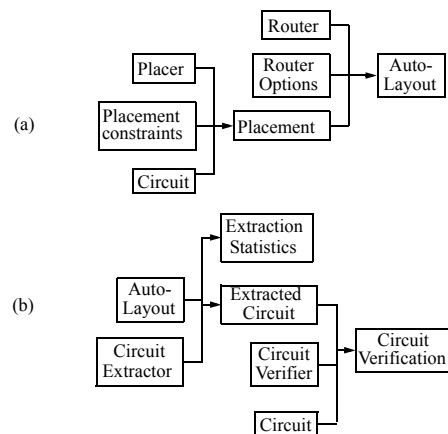 (a)
Placer
Placement
constraints
Circuit
Placement
Router
Router
Options
Auto-
Layout
(b)
Auto-
Layout
Circuit
Extractor
Extraction
Statistics
Extracted
Circuit
Circuit
Verifier
Circuit
Circuit
Verification